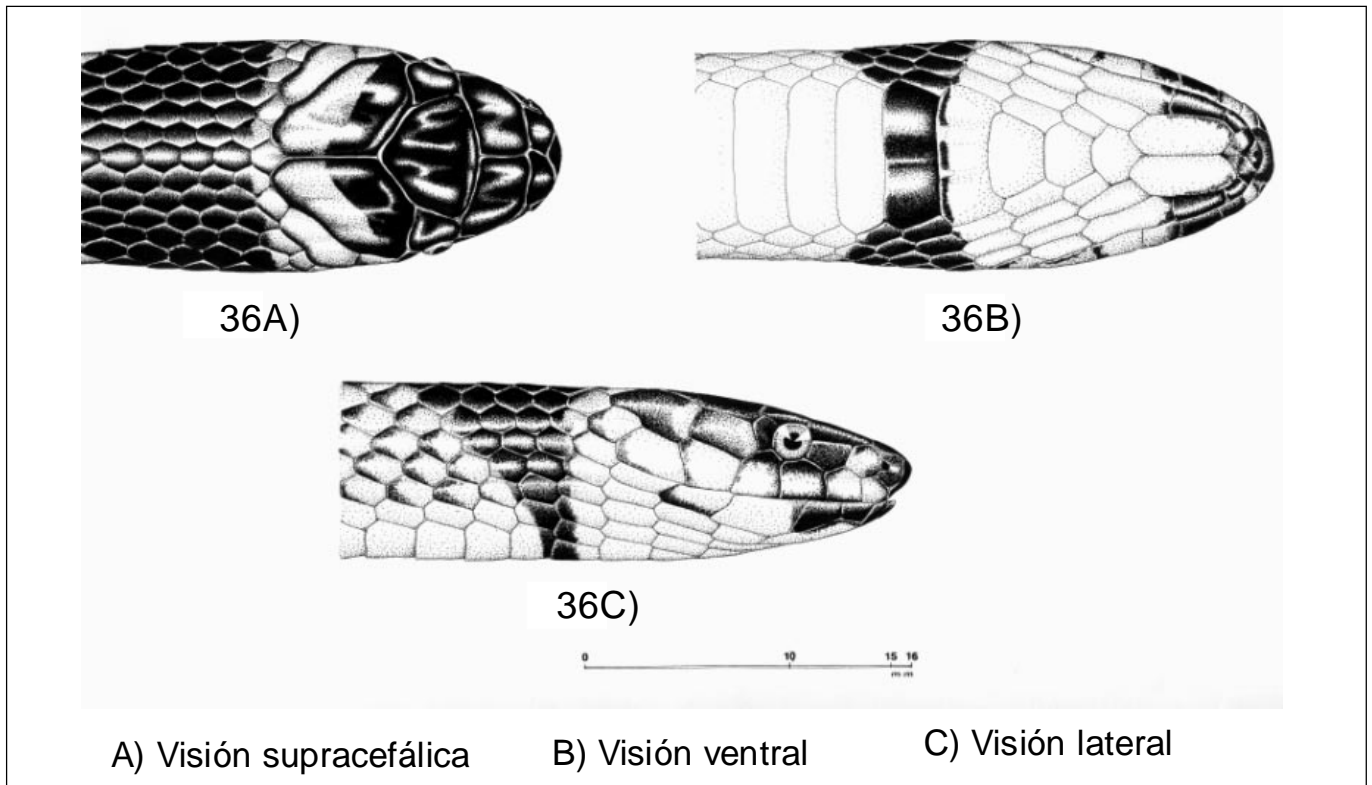 36A)
36B)
36C)
0 10 15 16
mm
A) Visión supracefálica
B) Visión ventral
C) Visión lateral